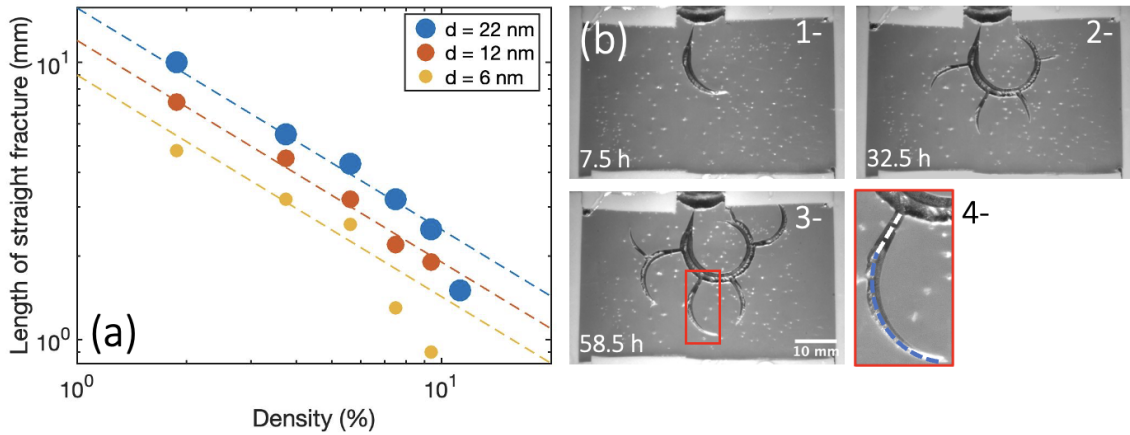 Length of straight fracture (mm)
10¹
10⁰
d = 22 nm
d = 12 nm
d = 6 nm
(a)
10⁰
10¹
Density (%)
(b)
1-
7.5 h
2-
32.5 h
3-
58.5 h
10 mm
4-